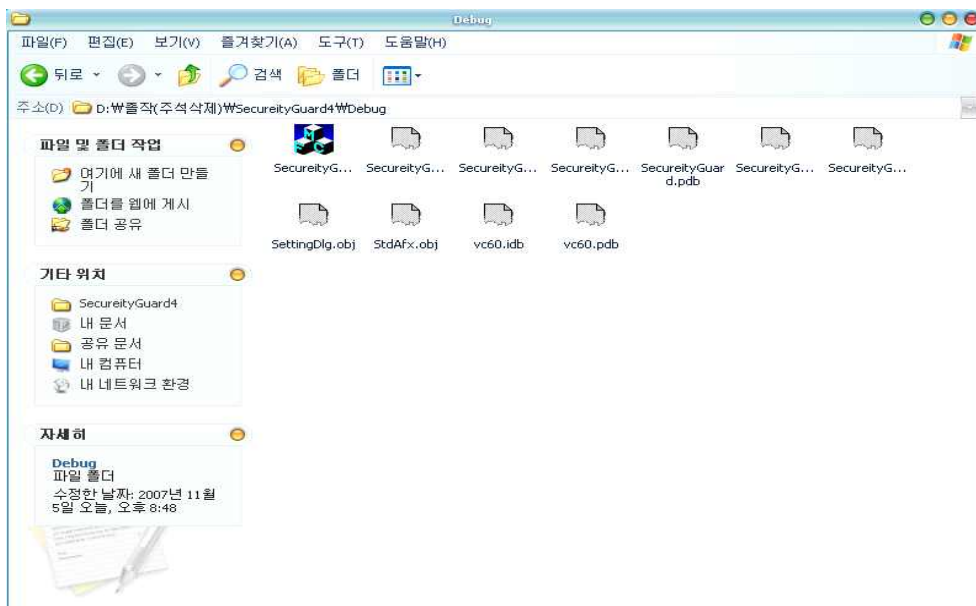 Debug
파일(F) 편집(E) 보기(V) 즐겨찾기(A) 도구(T) 도움말(H)
뒤로 검색 폴더
주소(D) D:₩졸작(주석삭제)₩SecureityGuard4₩Debug
파일 및 폴더 작업
여기에 새 폴더 만들
기
폴더를 웹에 게시
폴더 공유
기타 위치
SecureityGuard4
내 문서
공유 문서
내 컴퓨터
내 네트워크 환경
자세히
Debug
파일 폴더
수정한 날짜: 2007년 11월
5일 오늘, 오후 8:48
SecureityG... SecureityG... SecureityG... SecureityG... SecureityGuar SecureityG... SecureityG...
d.pdb
SettingDlg.obj StdAfx.obj vc60.idb vc60.pdb